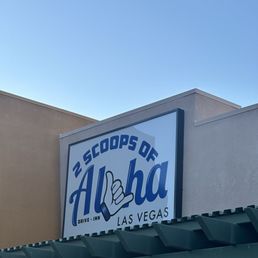 2 SCOOPS OF
Aloha
DRIVE-INN
LAS VEGAS